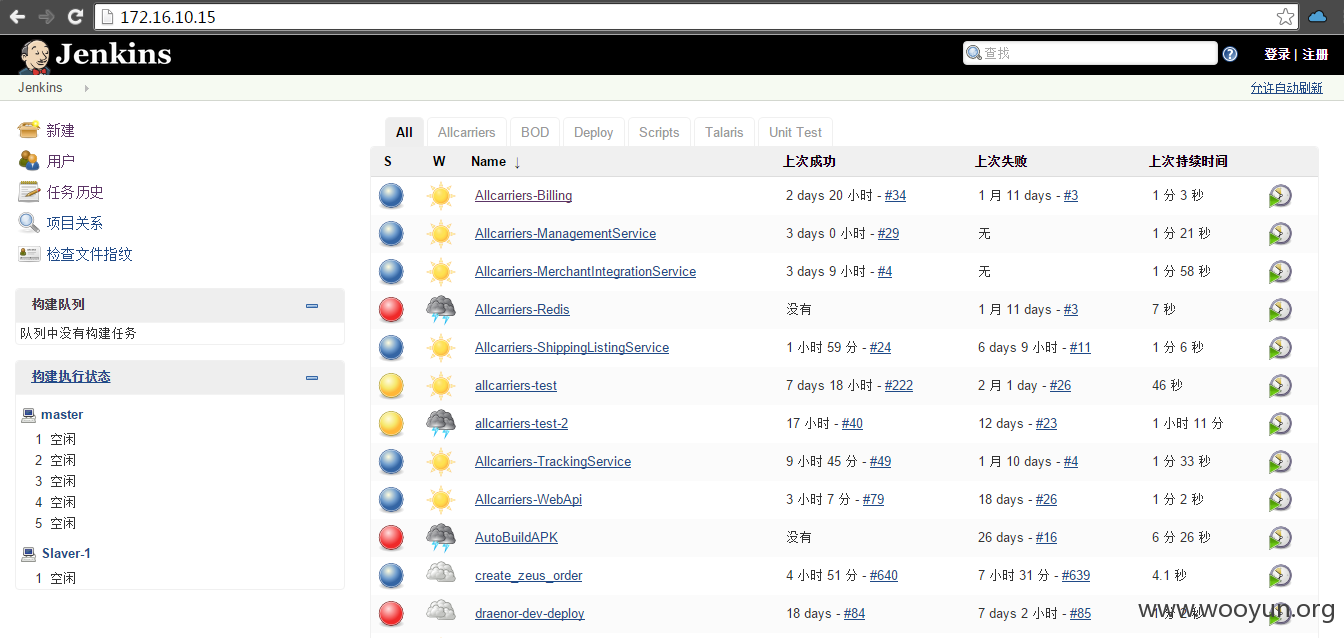 172.16.10.15
Jenkins
查找
登录 | 注册
Jenkins
允许自动刷新
新建
用户
任务历史
项目关系
检查文件指纹
构建队列
队列中没有构建任务
构建执行状态
master
1 空闲
2 空闲
3 空闲
4 空闲
5 空闲
Slaver-1
1 空闲
All Allcarriers BOD Deploy Scripts Talaris Unit Test
S W Name ↓ 上次成功 上次失败 上次持续时间
Allcarriers-Billing 2 days 20 小时 - #34 1 月 11 days - #3 1 分 3 秒
Allcarriers-ManagementService 3 days 0 小时 - #29 无 1 分 21 秒
Allcarriers-MerchantIntegrationService 3 days 9 小时 - #4 无 1 分 58 秒
Allcarriers-Redis 没有 1 月 11 days - #3 7 秒
Allcarriers-ShippingListingService 1 小时 59 分 - #24 6 days 9 小时 - #11 1 分 6 秒
allcarriers-test 7 days 18 小时 - #222 2 月 1 day - #26 46 秒
allcarriers-test-2 17 小时 - #40 12 days - #23 1 小时 11 分
Allcarriers-TrackingService 9 小时 45 分 - #49 1 月 10 days - #4 1 分 33 秒
Allcarriers-WebApi 3 小时 7 分 - #79 18 days - #26 1 分 2 秒
AutoBuildAPK 没有 26 days - #16 6 分 26 秒
create_zeus_order 4 小时 51 分 - #640 7 小时 31 分 - #639 4.1 秒
draenor-dev-deploy 18 days - #84 7 days 2 小时 - #85
www.wooyun.org